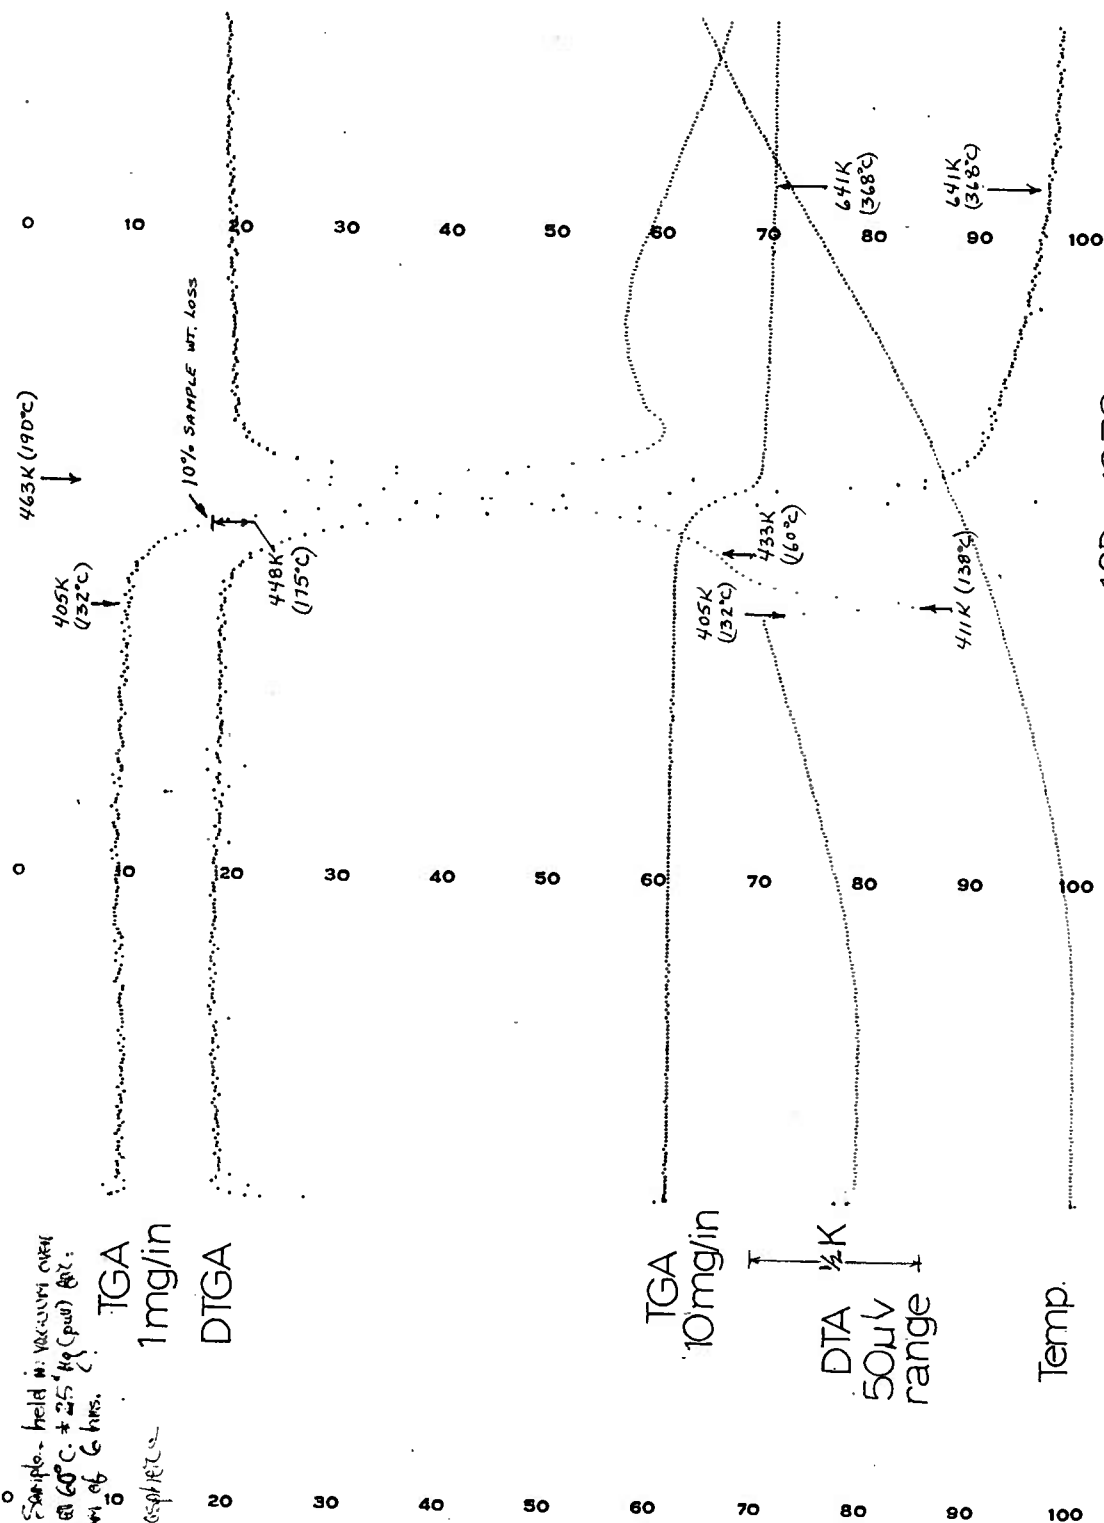 0
10
20
30
40
50
60
70
80
90
100
463K (190°C)
10% SAMPLE WT. LOSS
405K
(132°C)
448K
(175°C)
405K
(132°C)
433K
(160°C)
411K (138°C)
641K
(368°C)
641K
(368°C)
0
10
20
30
40
50
60
70
80
90
100
Sample held in vacuum oven
@ 60°C. 25" Hg
of 6 hrs.
TGA
1mg/in
DTGA
TGA
10mg/in
½K
DTA
50μV
range
Temp.
0
10
20
30
40
50
60
70
80
90
100